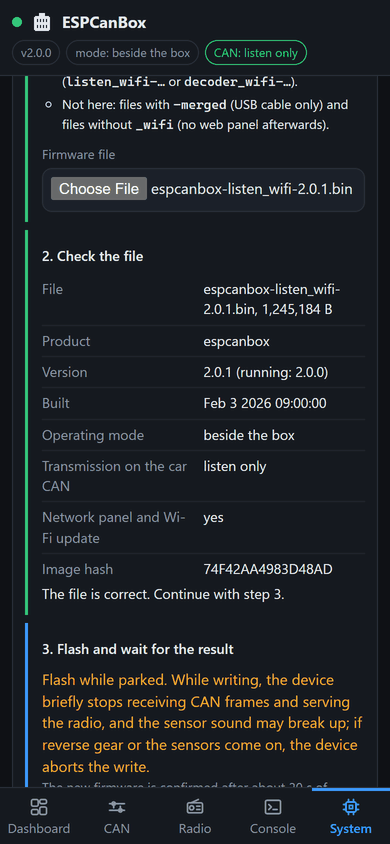 ESPCanBox
v2.0.0
mode: beside the box
CAN: listen only
(listen_wifi-… or decoder_wifi-…).
Not here: files with -merged (USB cable only) and
files without _wifi (no web panel afterwards).
Firmware file
Choose File espcanbox-listen_wifi-2.0.1.bin
2. Check the file
File
espcanbox-listen_wifi-
2.0.1.bin, 1,245,184 B
Product
espcanbox
Version
2.0.1 (running: 2.0.0)
Built
Feb 3 2026 09:00:00
Operating mode
beside the box
Transmission on the car
CAN
listen only
Network panel and Wi-
Fi update
yes
Image hash
74F42AA4983D48AD
The file is correct. Continue with step 3.
3. Flash and wait for the result
Flash while parked. While writing, the device
briefly stops receiving CAN frames and serving
the radio, and the sensor sound may break up; if
reverse gear or the sensors come on, the device
aborts the write.
The new firmware is confirmed after about
Dashboard
CAN
Radio
Console
System